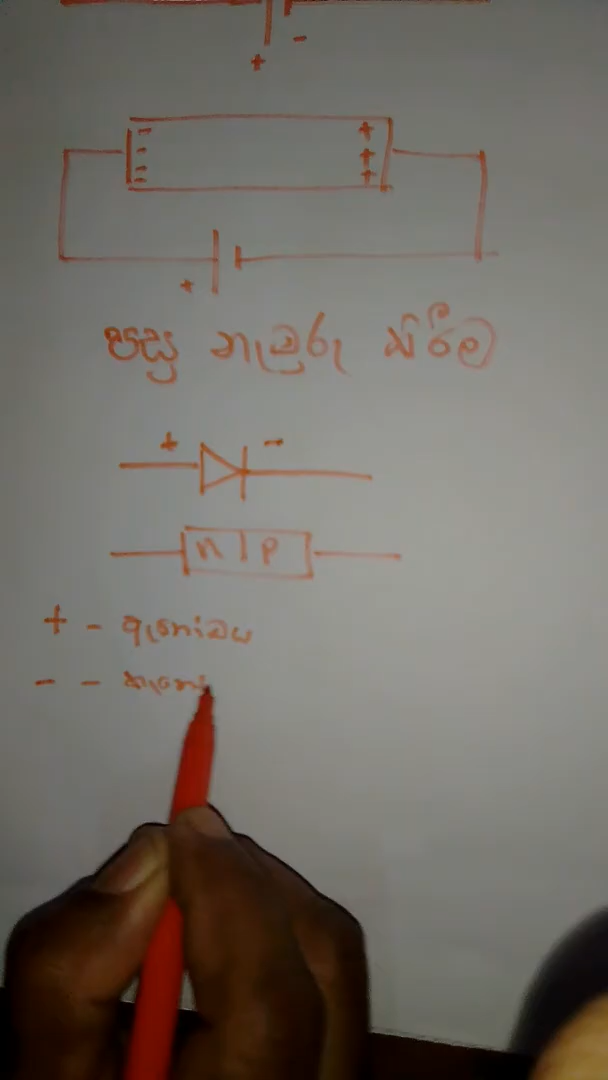 -
+
- +
- +
- +
+
පසු නැඹුරු කිරීම
+ -
n P
+ - ඇනෝඩය
- - කැතෝ